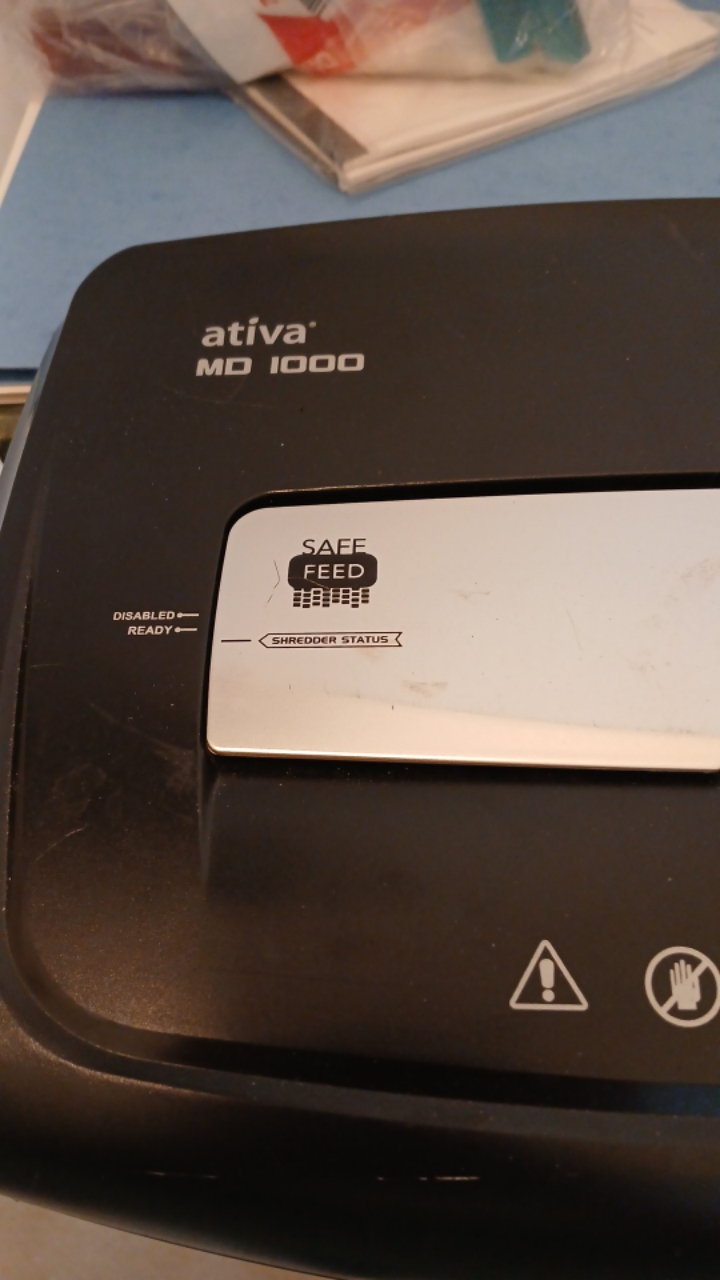 ativa
MD 1000
SAFE
FEED
DISABLED
READY
SHREDDER STATUS